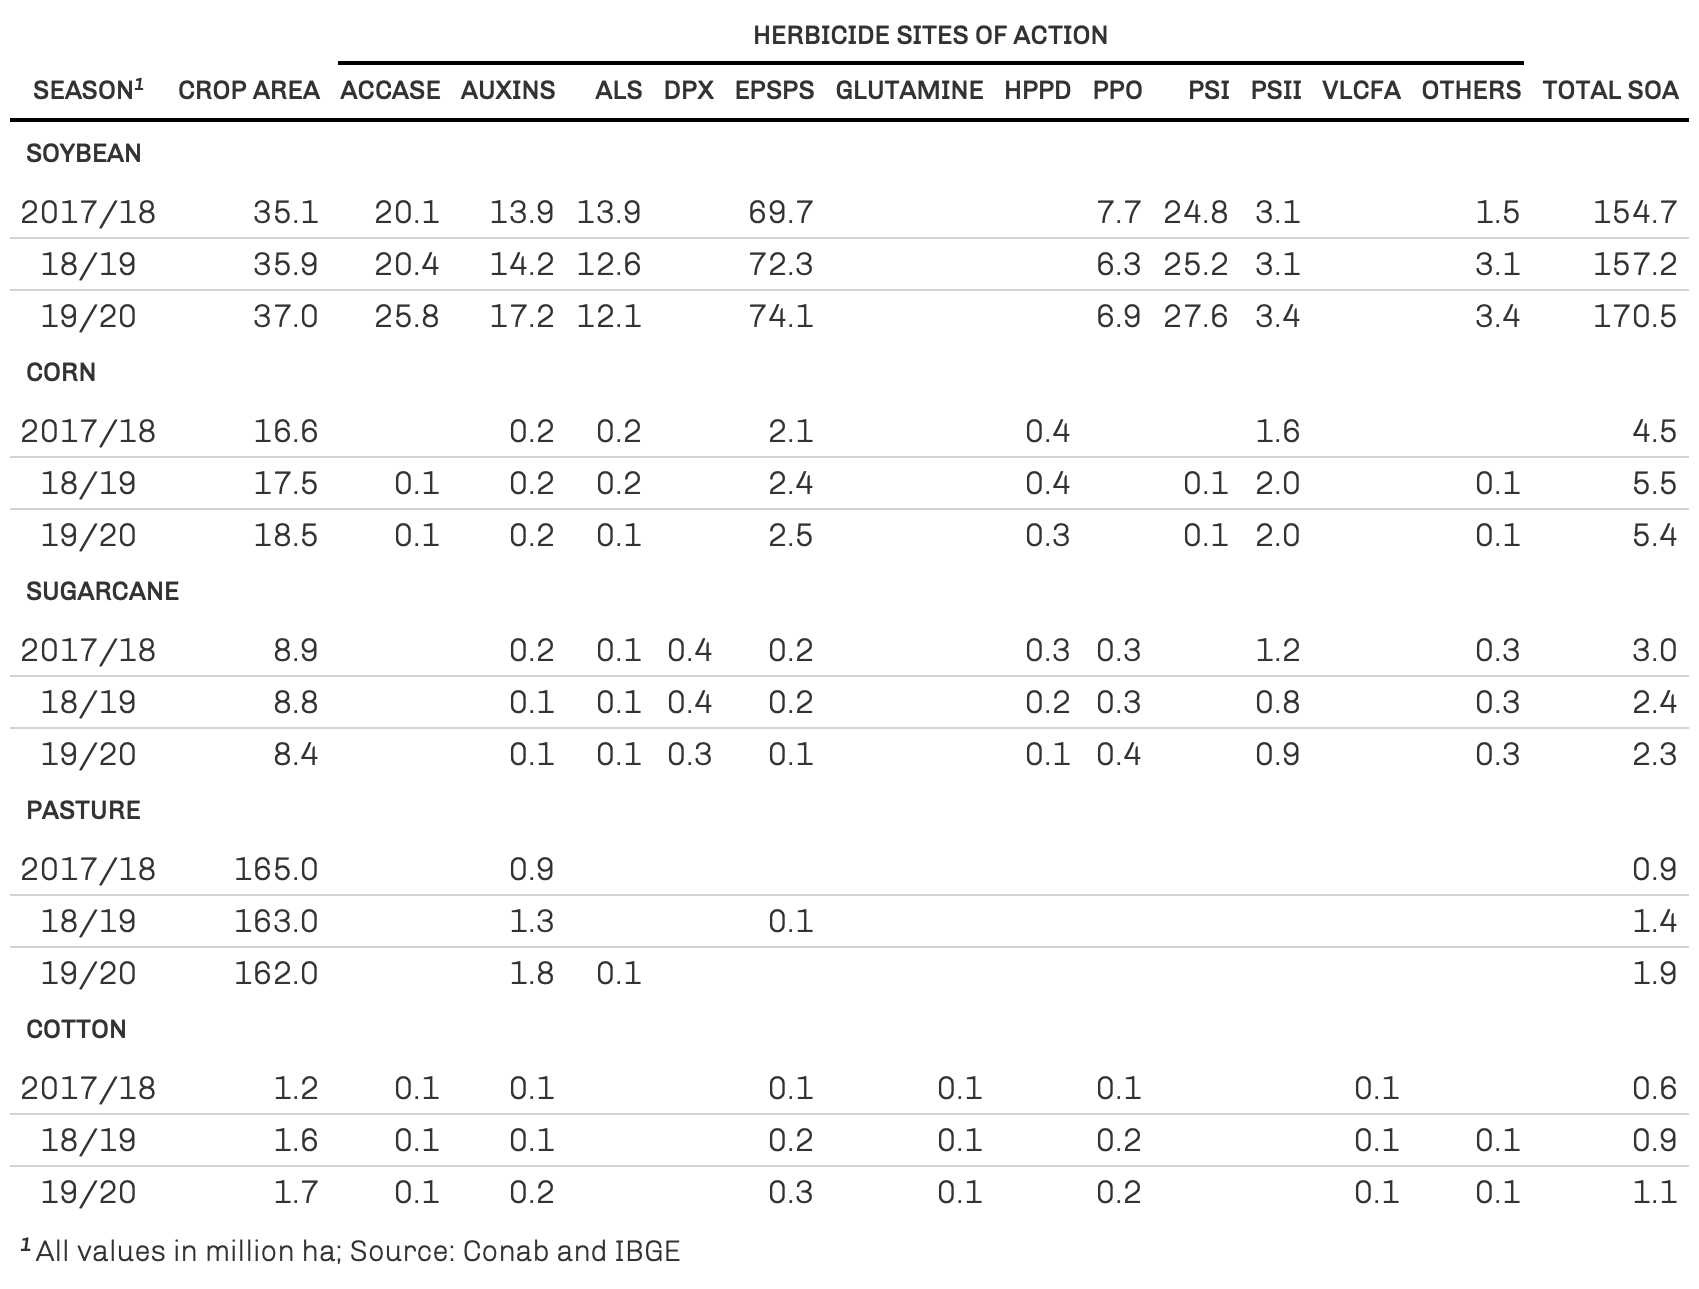 HERBICIDE SITES OF ACTION
SEASON¹ CROP AREA ACCASE AUXINS ALS DPX EPSPS GLUTAMINE HPPD PPO PSI PSII VLCFA OTHERS TOTAL SOA
SOYBEAN
2017/18 35.1 20.1 13.9 13.9 69.7 7.7 24.8 3.1 1.5 154.7
18/19 35.9 20.4 14.2 12.6 72.3 6.3 25.2 3.1 3.1 157.2
19/20 37.0 25.8 17.2 12.1 74.1 6.9 27.6 3.4 3.4 170.5
CORN
2017/18 16.6 0.2 0.2 2.1 0.4 1.6 4.5
18/19 17.5 0.1 0.2 0.2 2.4 0.4 0.1 2.0 0.1 5.5
19/20 18.5 0.1 0.2 0.1 2.5 0.3 0.1 2.0 0.1 5.4
SUGARCANE
2017/18 8.9 0.2 0.1 0.4 0.2 0.3 0.3 1.2 0.3 3.0
18/19 8.8 0.1 0.1 0.4 0.2 0.2 0.3 0.8 0.3 2.4
19/20 8.4 0.1 0.1 0.3 0.1 0.1 0.4 0.9 0.3 2.3
PASTURE
2017/18 165.0 0.9 0.9
18/19 163.0 1.3 0.1 1.4
19/20 162.0 1.8 0.1 1.9
COTTON
2017/18 1.2 0.1 0.1 0.1 0.1 0.1 0.1 0.6
18/19 1.6 0.1 0.1 0.2 0.1 0.2 0.1 0.1 0.9
19/20 1.7 0.1 0.2 0.3 0.1 0.2 0.1 0.1 1.1
¹ All values in million ha; Source: Conab and IBGE